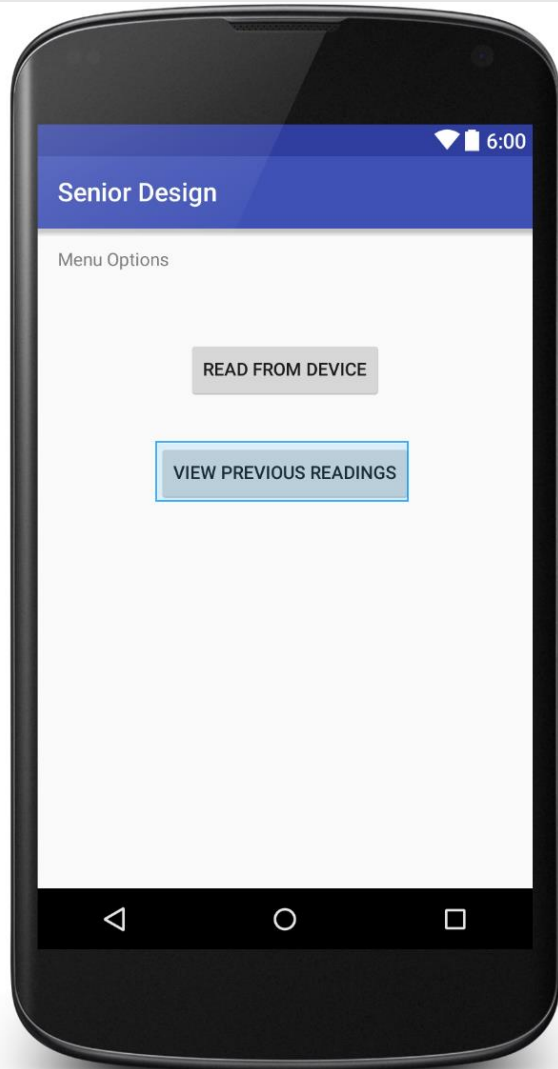 6:00
Senior Design
Menu Options
READ FROM DEVICE
VIEW PREVIOUS READINGS